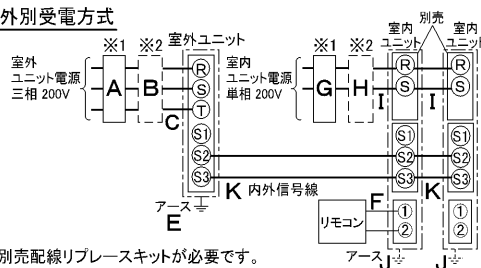 外別受電方式
別売
※1
※2
室外ユニット
※1
※2
室内
ユニット
室内
ユニット
室外
ユニット電源
三相 200V
A
B
C
R
S
T
S1
S2
S3
アース
E
室内
ユニット電源
単相 200V
G
H
I
I
R
S
R
S
S1
S2
S3
S1
S2
S3
K 内外信号線
K
F
リモコン
①
②
①
②
アース
J
J
別売配線リプレースキットが必要です。